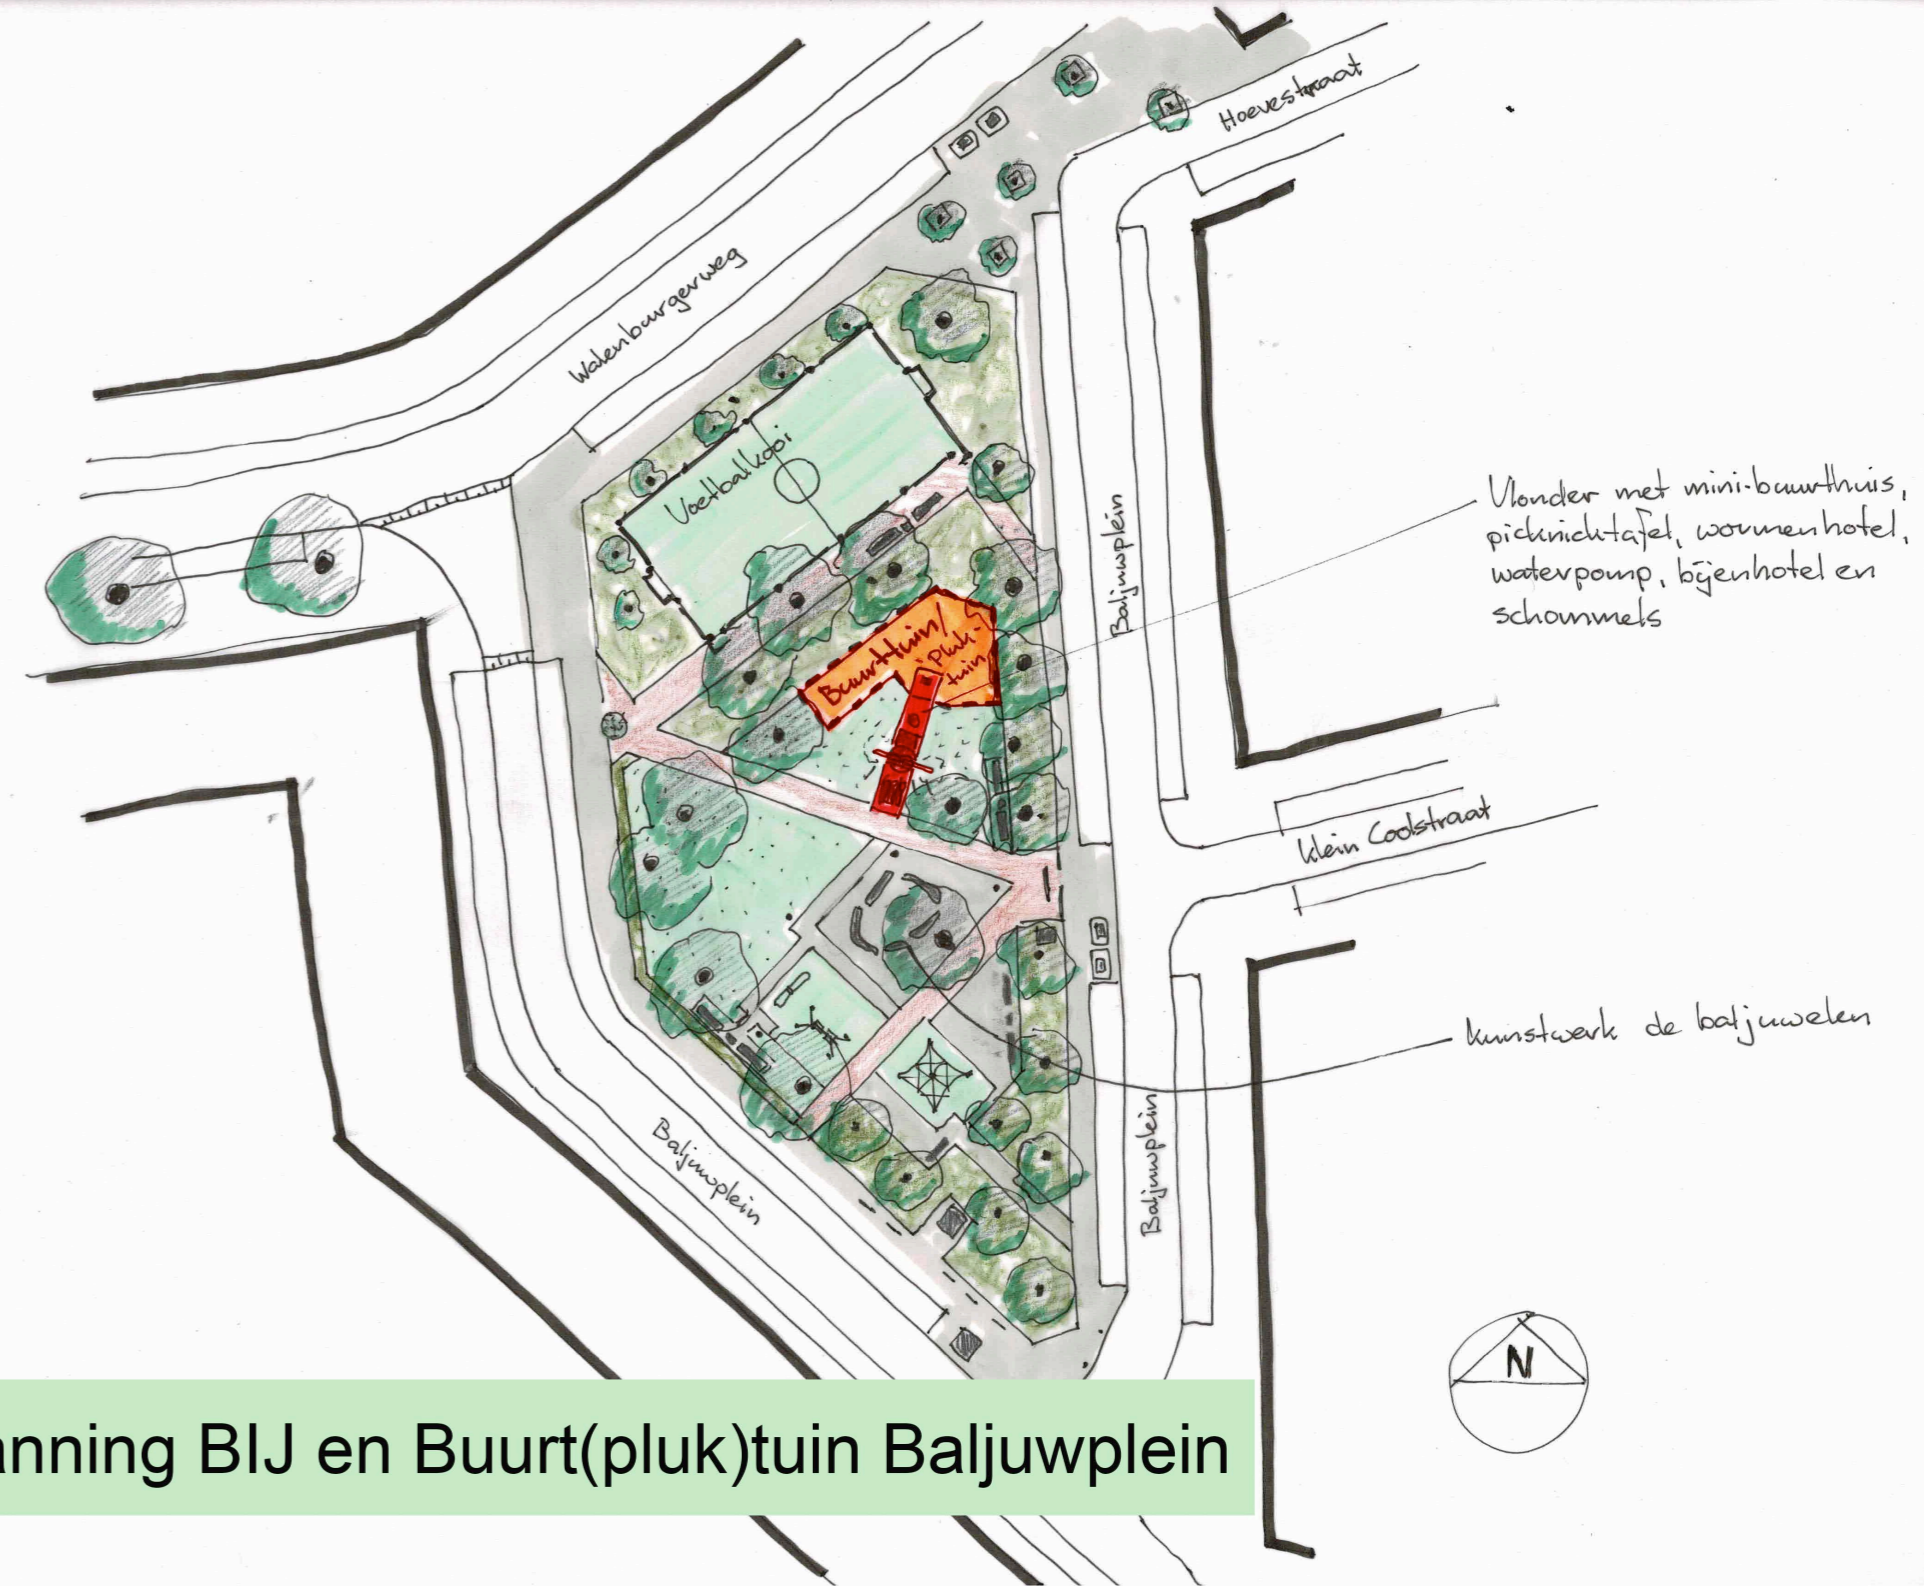 Hoevestraat
Walenburgerweg
Voetbalkooi
Baljuwplein
Vlonder met mini-buurthuis,
picknicktafel, wormenhotel,
waterpomp, bijenhotel en
schommels
Buurttuin/
pluk-
tuin
Klein Coolstraat
Kunstwerk de baljuwelen
Baljuwplein
Baljuwplein
N
anning BIJ en Buurt(pluk)tuin Baljuwplein